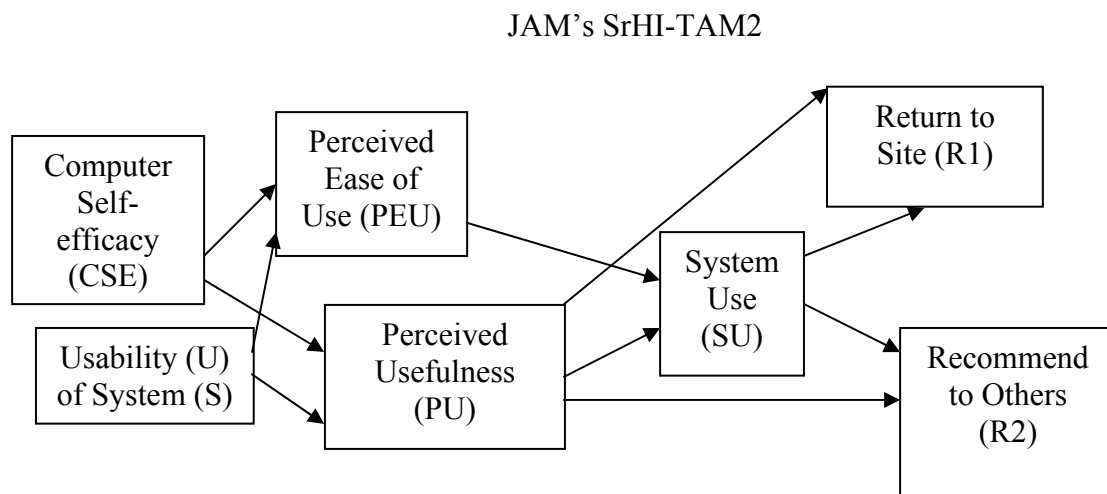 JAM’s SrHI-TAM2
Computer
Self-
efficacy
(CSE)
Usability (U)
of System (S)
Perceived
Ease of
Use (PEU)
Perceived
Usefulness
(PU)
System
Use
(SU)
Return to
Site (R1)
Recommend
to Others
(R2)